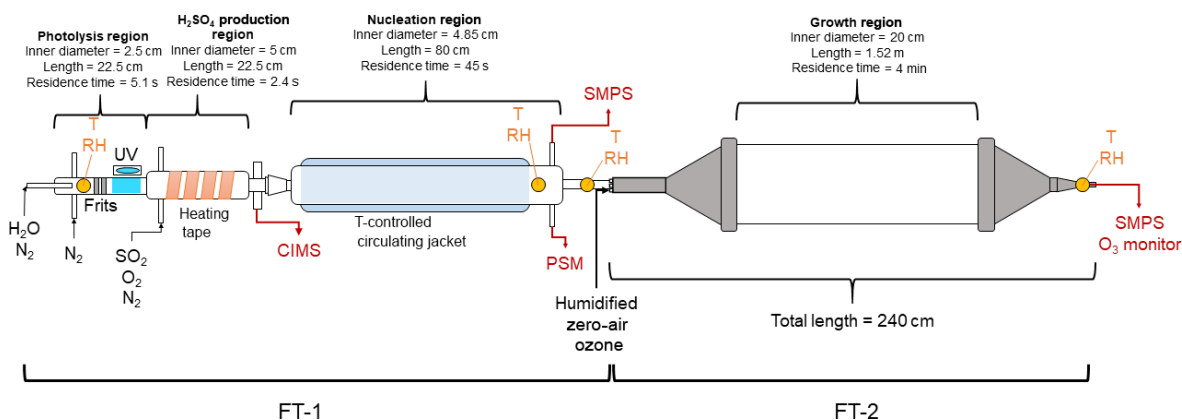 Photolysis region
Inner diameter = 2.5 cm
Length = 22.5 cm
Residence time = 5.1 s
H₂SO₄ production
region
Inner diameter = 5 cm
Length = 22.5 cm
Residence time = 2.4 s
Nucleation region
Inner diameter = 4.85 cm
Length = 80 cm
Residence time = 45 s
Growth region
Inner diameter = 20 cm
Length = 1.52 m
Residence time = 4 min
SMPS
T
RH
UV
T
RH
T
RH
T
RH
Frits
H₂O
N₂
N₂
SO₂
O₂
N₂
Heating
tape
CIMS
T-controlled
circulating jacket
PSM
Humidified
zero-air
ozone
SMPS
O₃ monitor
Total length = 240 cm
FT-1
FT-2